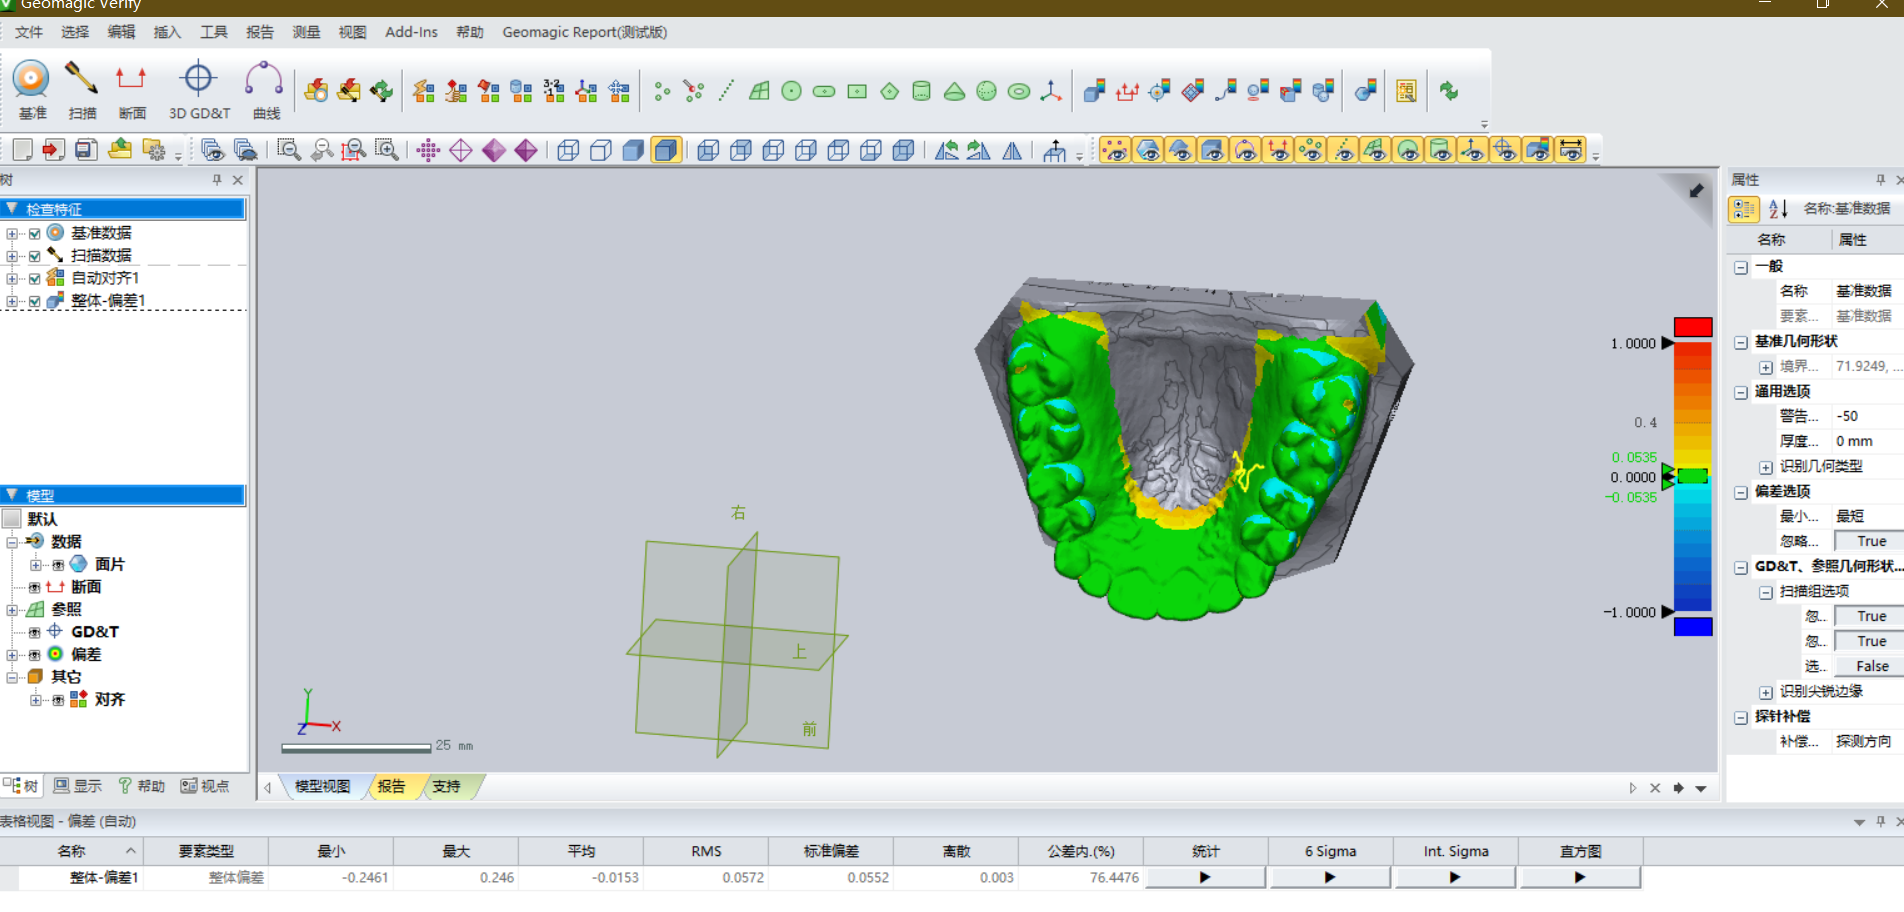 Geomagic Verify
文件 选择 编辑 插入 工具 报告 测量 视图 Add-Ins 帮助 Geomagic Report(测试版)
基准 扫描 断面 3D GD&T 曲线
树
检查特征
基准数据
扫描数据
自动对齐1
整体-偏差1
模型
默认
数据
面片
断面
参照
GD&T
偏差
其它
对齐
树 显示 帮助 视点
右
上
前
Y
Z X
25 mm
1.0000
0.4
0.0535
0.0000
-0.0535
-1.0000
模型视图 报告 支持
属性
名称:基准数据
名称 属性
一般
名称 基准数据
要素... 基准数据
基准几何形状
境界... 71.9249, ...
通用选项
警告... -50
厚度... 0 mm
识别几何类型
偏差选项
最小... 最短
忽略... True
GD&T、参照几何形状...
扫描组选项
忽... True
忽... True
选... False
识别尖锐边缘
探针补偿
补偿... 探测方向
表格视图 - 偏差 (自动)
名称 要素类型 最小 最大 平均 RMS 标准偏差 离散 公差内.(%) 统计 6 Sigma Int. Sigma 直方图
整体-偏差1 整体偏差 -0.2461 0.246 -0.0153 0.0572 0.0552 0.003 76.4476